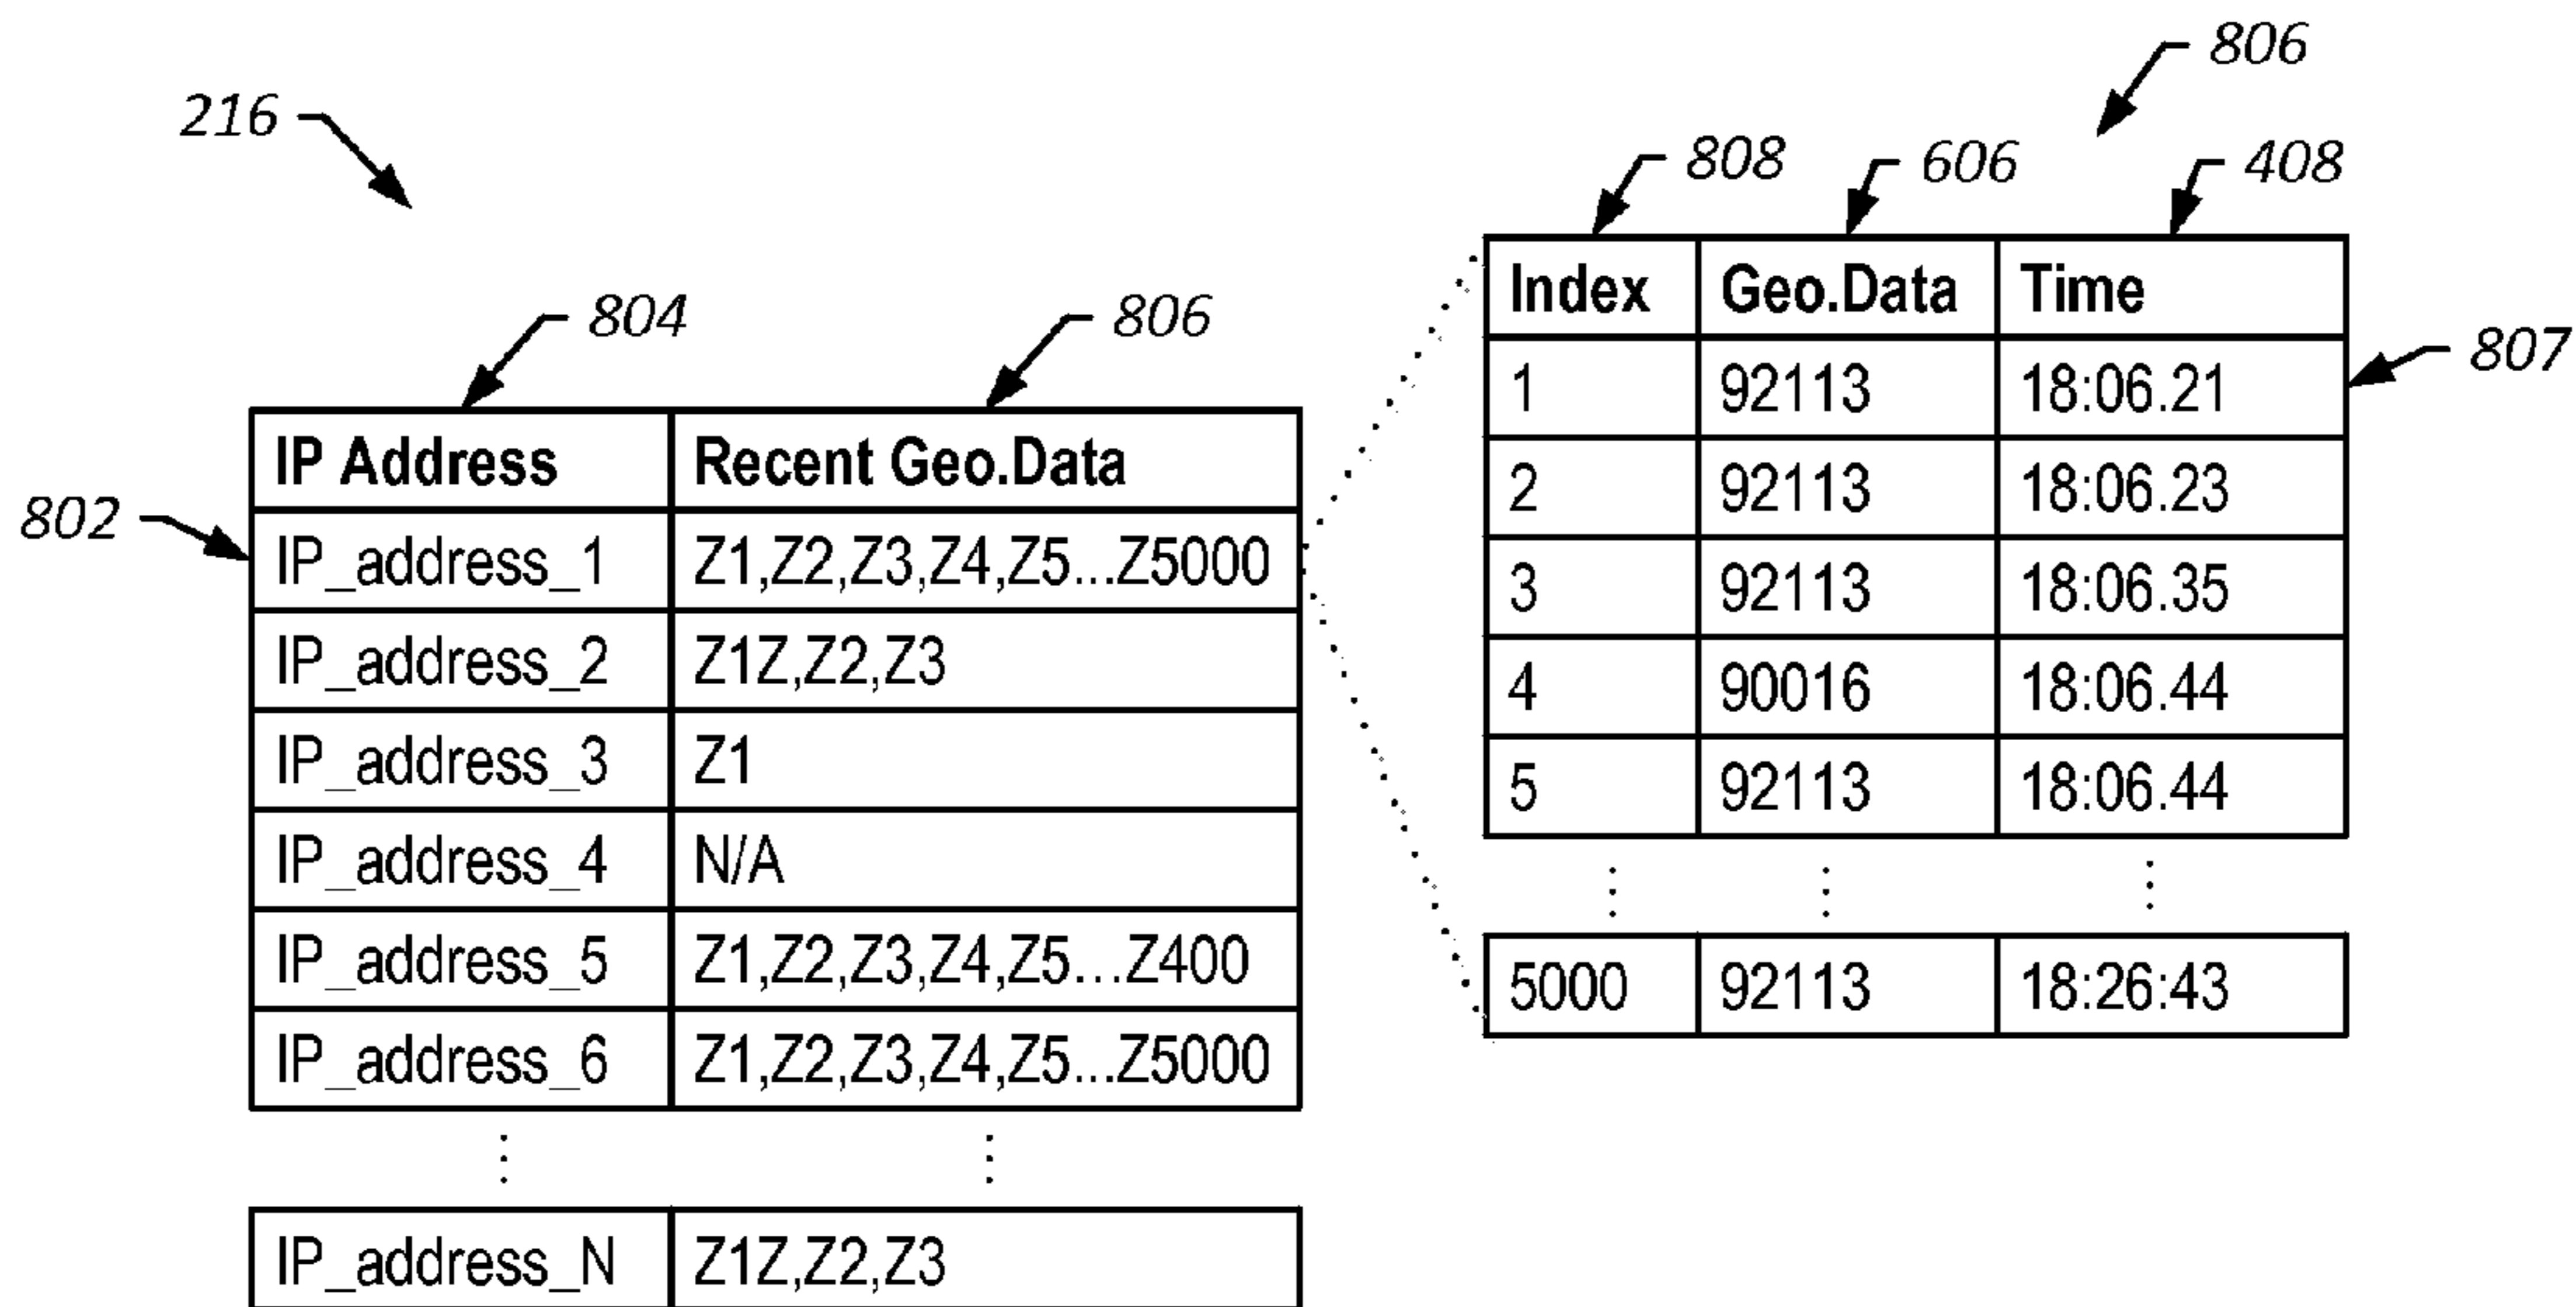 216
804
806
802
IP Address Recent Geo.Data
IP_address_1 Z1,Z2,Z3,Z4,Z5...Z5000
IP_address_2 Z1Z,Z2,Z3
IP_address_3 Z1
IP_address_4 N/A
IP_address_5 Z1,Z2,Z3,Z4,Z5...Z400
IP_address_6 Z1,Z2,Z3,Z4,Z5...Z5000
IP_address_N Z1Z,Z2,Z3
806
808 606 408
807
Index Geo.Data Time
1 92113 18:06.21
2 92113 18:06.23
3 92113 18:06.35
4 90016 18:06.44
5 92113 18:06.44
5000 92113 18:26:43